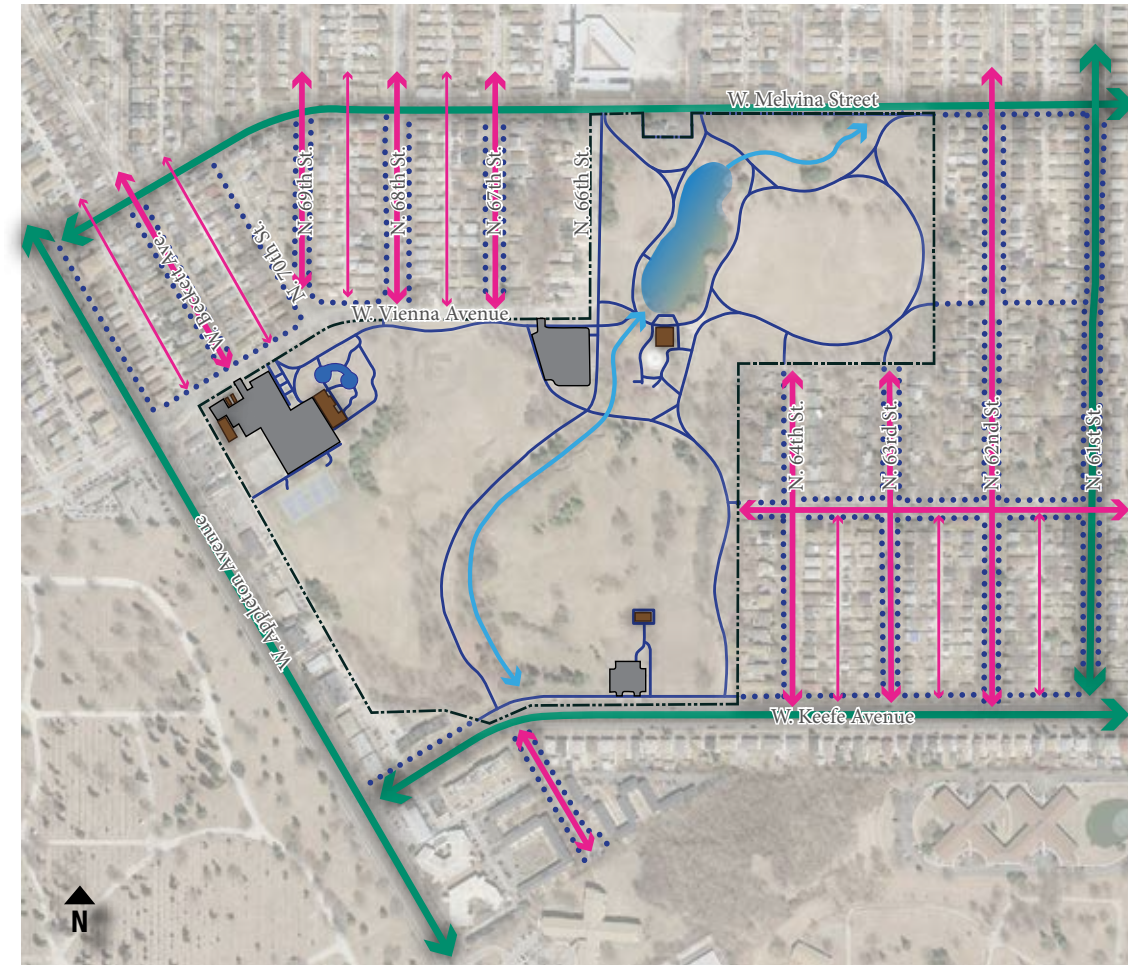 W. Melvina Street
N. 69th St.
N. 68th St.
N. 67th St.
N. 66th St.
N. 70th St.
W. Beckett Ave.
W. Vienna Avenue
N. 64th St.
N. 63rd St.
N. 62nd St.
N. 61st St.
W. Appleton Avenue
W. Keefe Avenue
N